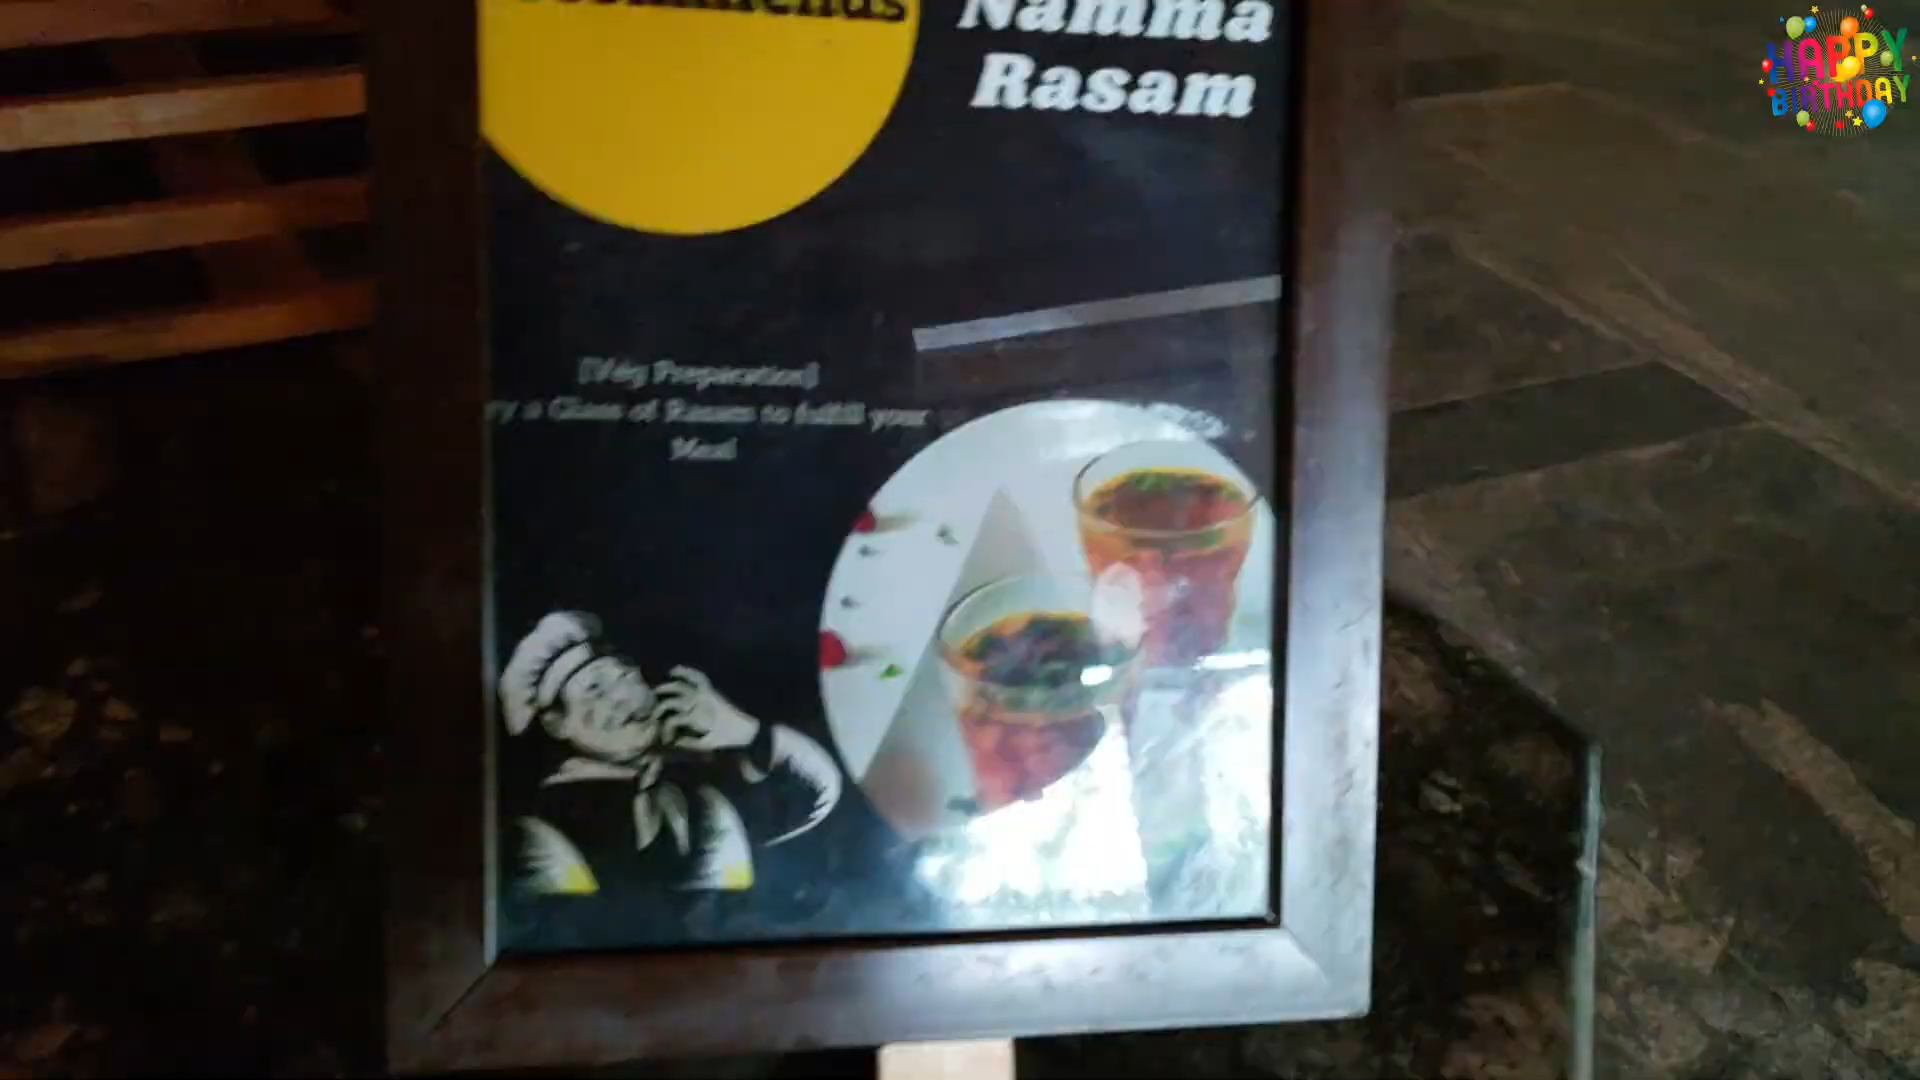 Namma
Rasam
[Veg Preparation]
a Glass of Rasam to fulfill your
Meal
HAPPY
BIRTHDAY